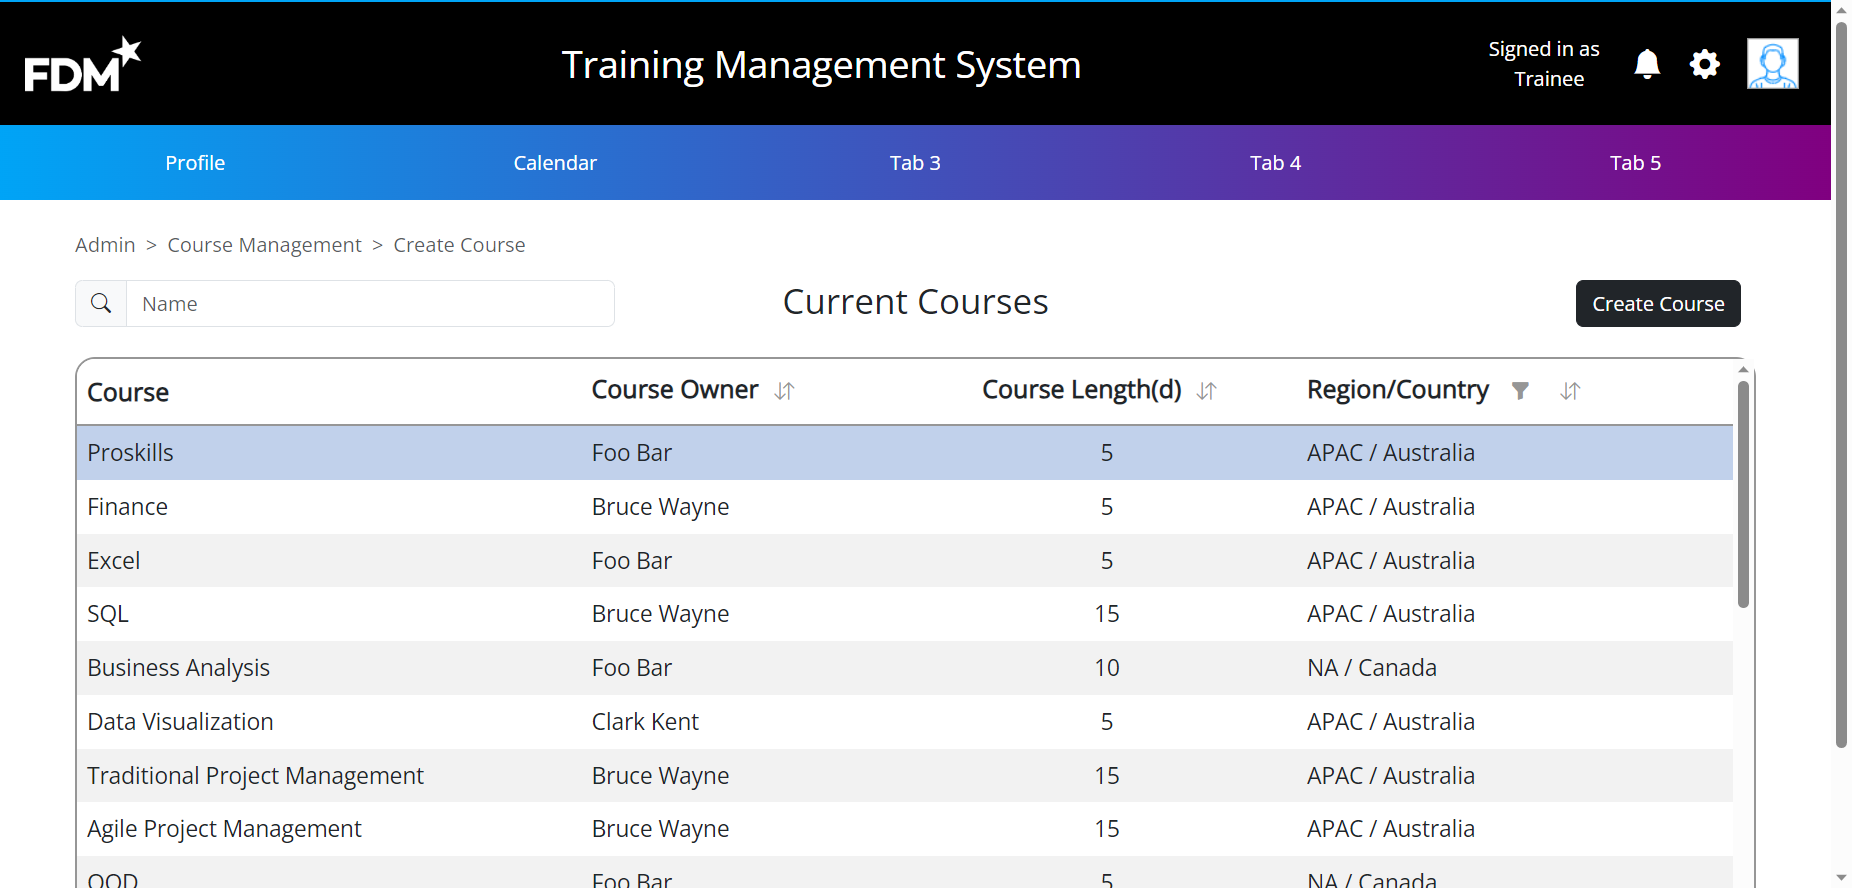 FDM
Training Management System
Signed in as
Trainee
Profile Calendar Tab 3 Tab 4 Tab 5
Admin > Course Management > Create Course
Name
Current Courses
Create Course
Course Course Owner Course Length(d) Region/Country
Proskills Foo Bar 5 APAC / Australia
Finance Bruce Wayne 5 APAC / Australia
Excel Foo Bar 5 APAC / Australia
SQL Bruce Wayne 15 APAC / Australia
Business Analysis Foo Bar 10 NA / Canada
Data Visualization Clark Kent 5 APAC / Australia
Traditional Project Management Bruce Wayne 15 APAC / Australia
Agile Project Management Bruce Wayne 15 APAC / Australia
OOD Foo Bar 5 NA / Canada